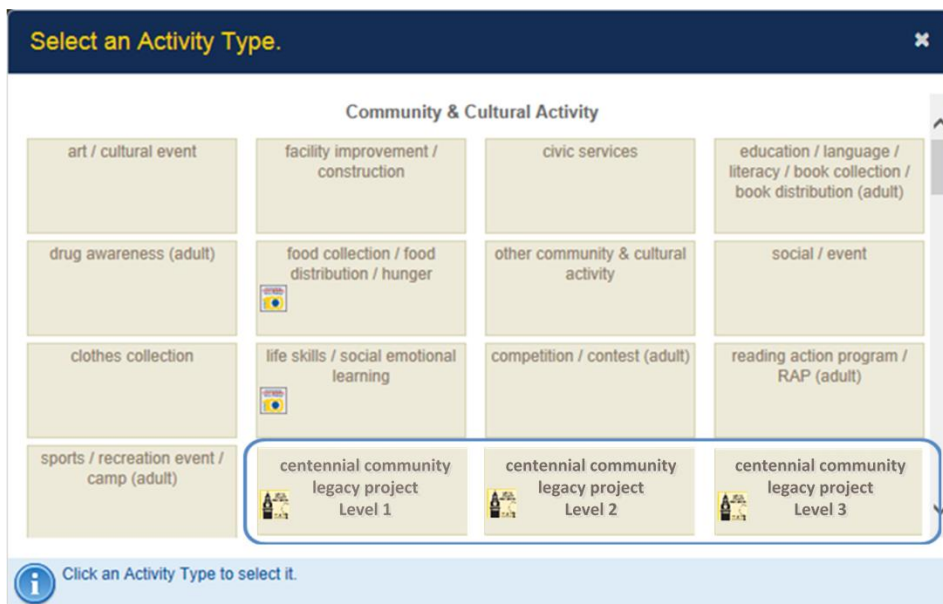 Select an Activity Type.
Community & Cultural Activity
art / cultural event
facility improvement /
construction
civic services
education / language /
literacy / book collection /
book distribution (adult)
drug awareness (adult)
food collection / food
distribution / hunger
other community & cultural
activity
social / event
clothes collection
life skills / social emotional
learning
competition / contest (adult)
reading action program /
RAP (adult)
sports / recreation event /
camp (adult)
centennial community
legacy project
Level 1
centennial community
legacy project
Level 2
centennial community
legacy project
Level 3
Click an Activity Type to select it.